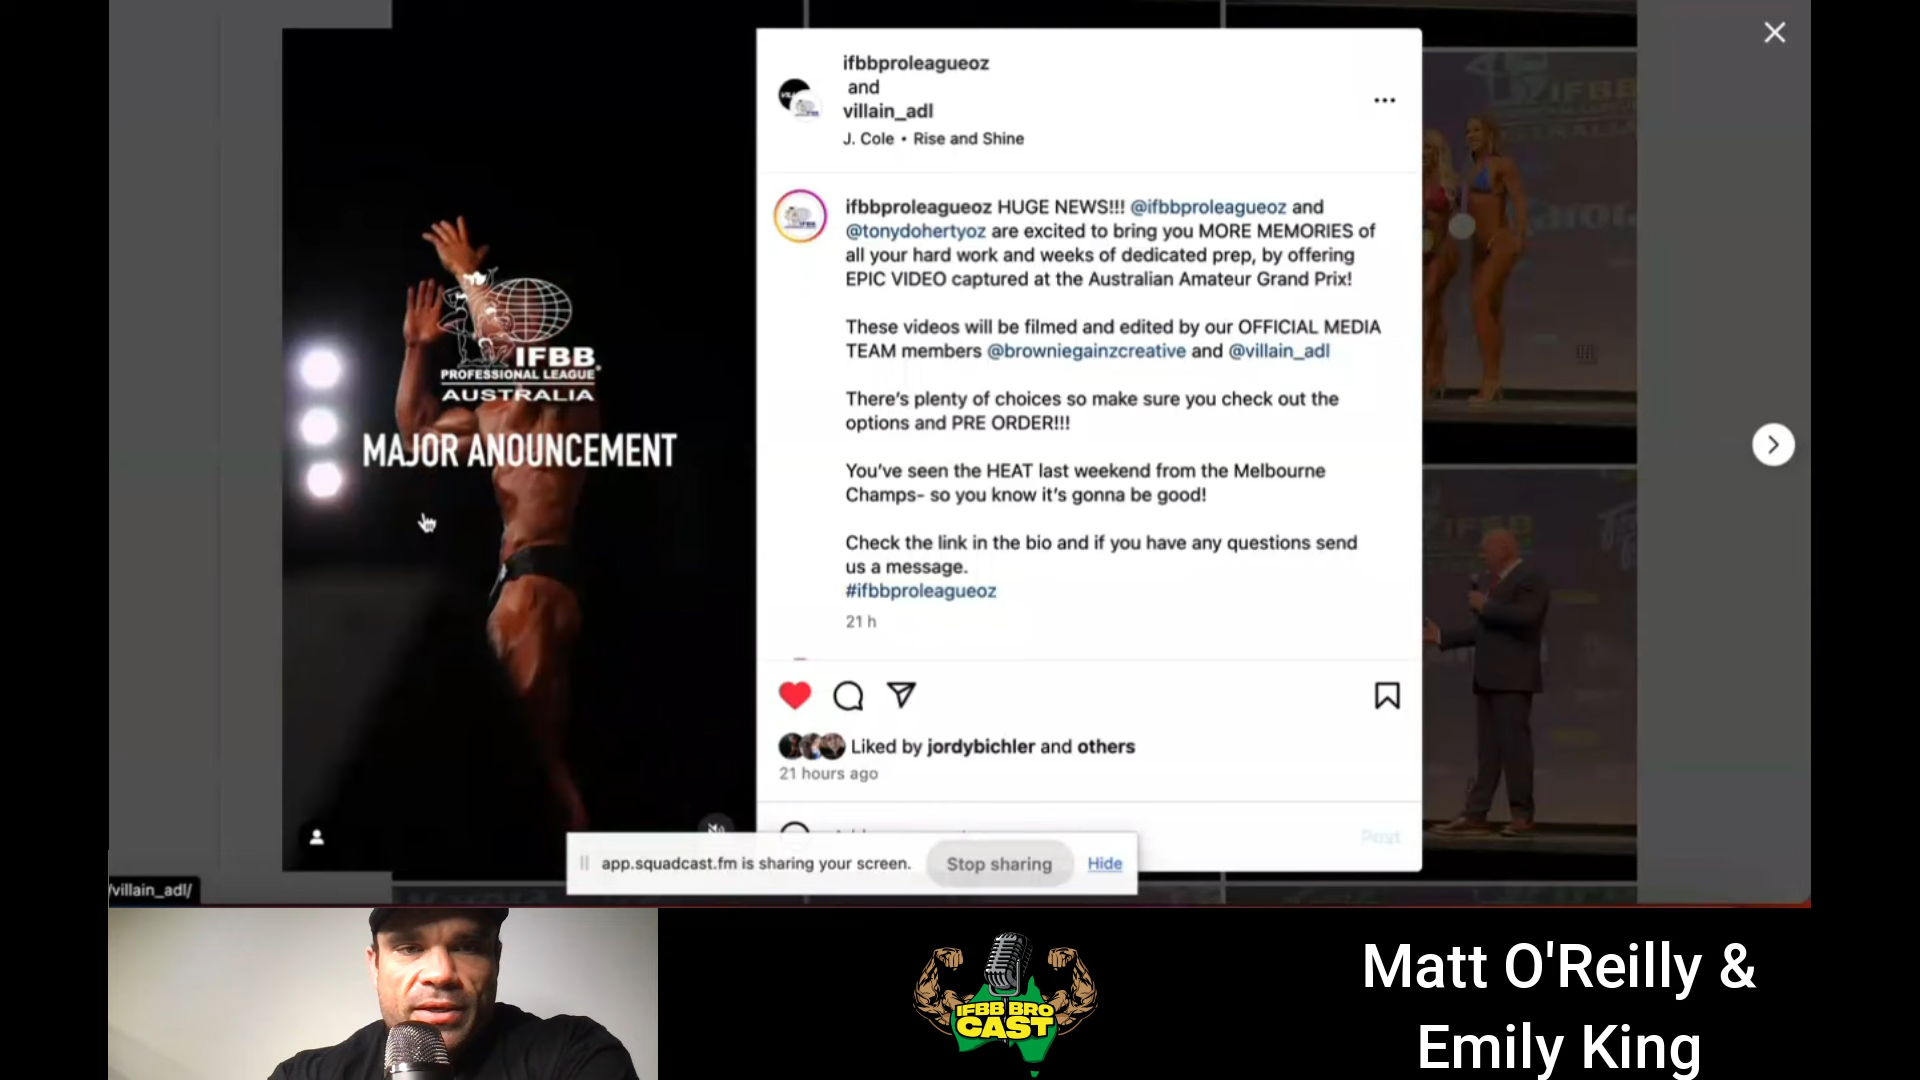 ifbbproleagueoz
and
villain_adl
J. Cole • Rise and Shine
ifbbproleagueoz HUGE NEWS!!! @ifbbproleagueoz and
@tonydohertyoz are excited to bring you MORE MEMORIES of
all your hard work and weeks of dedicated prep, by offering
EPIC VIDEO captured at the Australian Amateur Grand Prix!
These videos will be filmed and edited by our OFFICIAL MEDIA
TEAM members @browniegainzcreative and @villain_adl
There's plenty of choices so make sure you check out the
options and PRE ORDER!!!
You've seen the HEAT last weekend from the Melbourne
Champs- so you know it's gonna be good!
Check the link in the bio and if you have any questions send
us a message.
#ifbbproleagueoz
21 h
Liked by jordybichler and others
21 hours ago
Post
IFBB
PROFESSIONAL LEAGUE
AUSTRALIA
MAJOR ANOUNCEMENT
IFBB
IFBB
app.squadcast.fm is sharing your screen.
Stop sharing
Hide
/villain_adl/
IFBB BRO
CAST
Matt O'Reilly &
Emily King